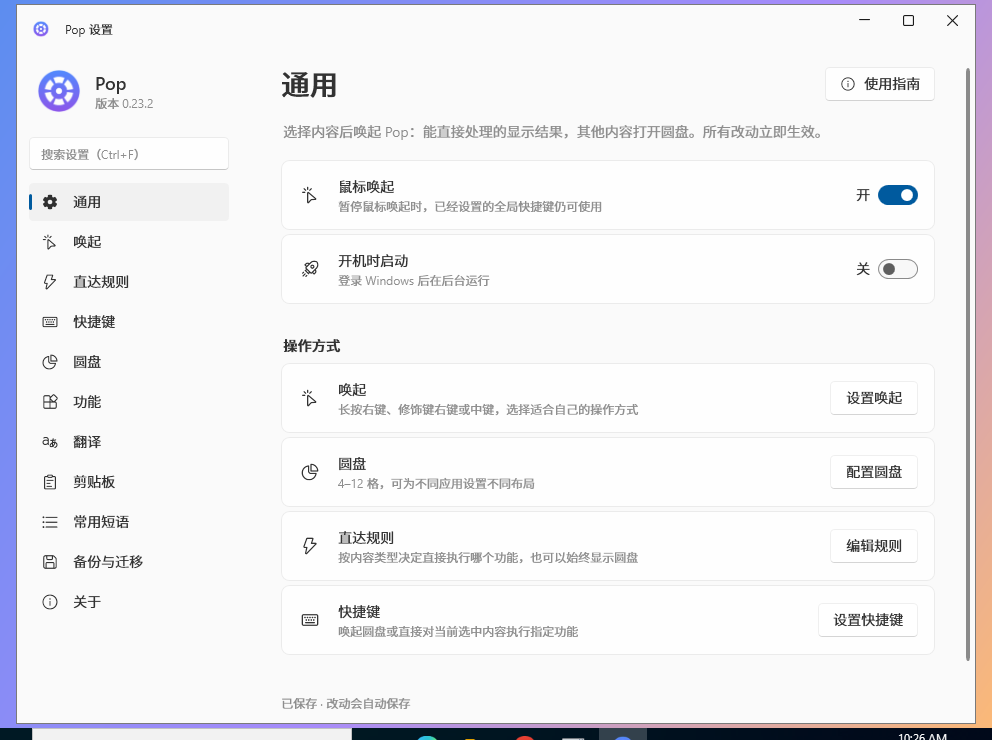 Pop 设置
Pop
版本 0.23.2
搜索设置（Ctrl+F）
通用
唤起
直达规则
快捷键
圆盘
功能
翻译
剪贴板
常用短语
备份与迁移
关于
通用
使用指南
选择内容后唤起 Pop：能直接处理的显示结果，其他内容打开圆盘。所有改动立即生效。
鼠标唤起
暂停鼠标唤起时，已经设置的全局快捷键仍可使用
开
开机时启动
登录 Windows 后在后台运行
关
操作方式
唤起
长按右键、修饰键右键或中键，选择适合自己的操作方式
设置唤起
圆盘
4–12 格，可为不同应用设置不同布局
配置圆盘
直达规则
按内容类型决定直接执行哪个功能，也可以始终显示圆盘
编辑规则
快捷键
唤起圆盘或直接对当前选中内容执行指定功能
设置快捷键
已保存 · 改动会自动保存
10:26 AM